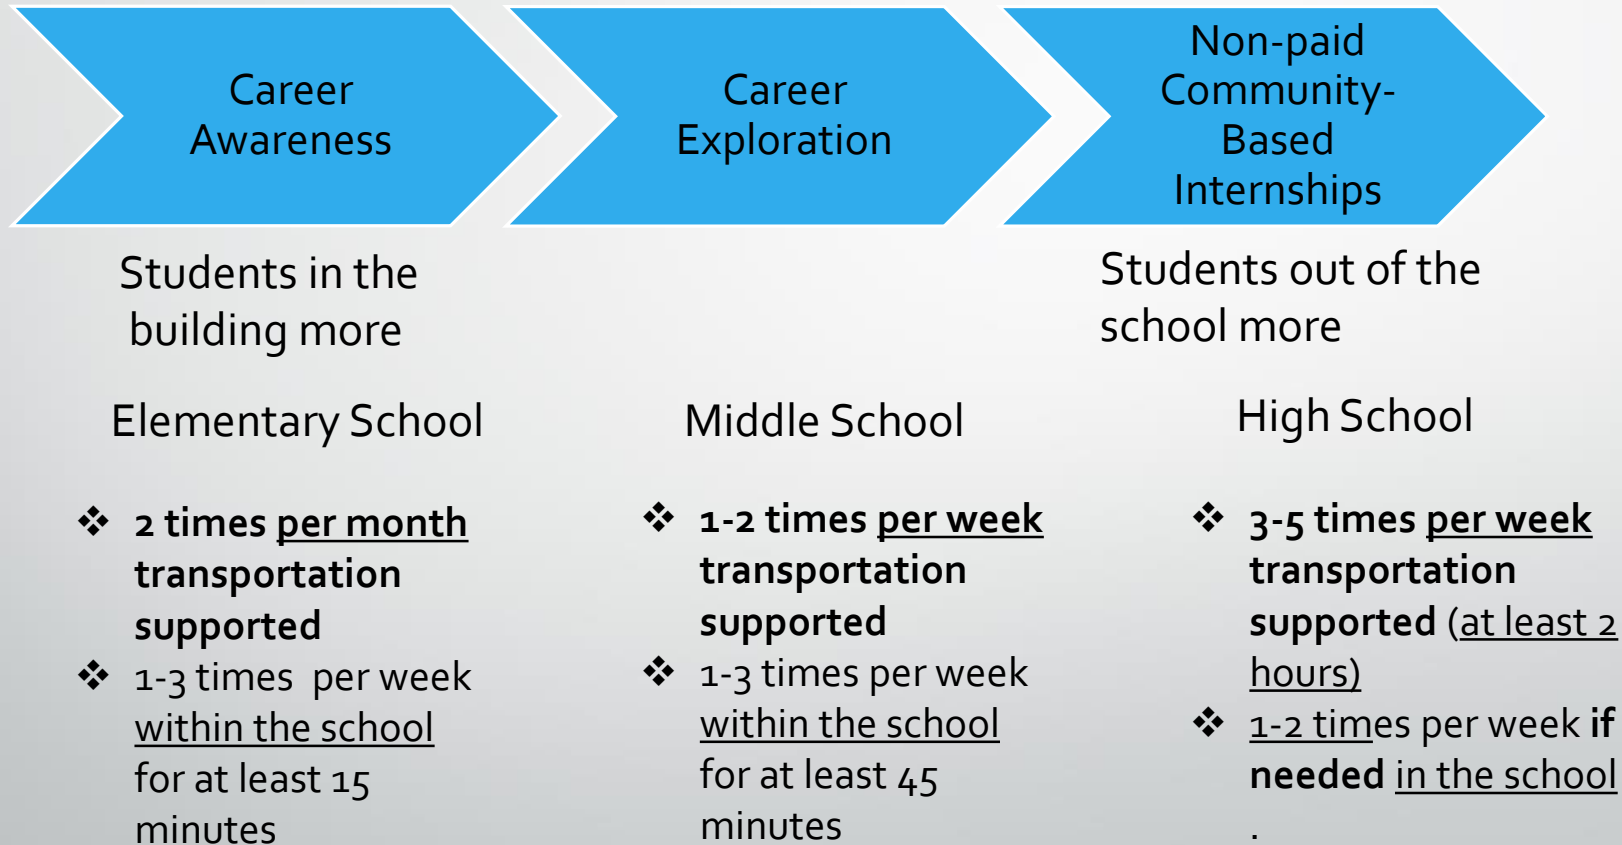 Career
Awareness
Career
Exploration
Non-paid
Community-
Based
Internships
Students in the
building more
Students out of the
school more
Elementary School
Middle School
High School
❖ 2 times per month
transportation
supported
❖ 1-3 times per week
within the school
for at least 15
minutes
❖ 1-2 times per week
transportation
supported
❖ 1-3 times per week
within the school
for at least 45
minutes
❖ 3-5 times per week
transportation
supported (at least 2
hours)
❖ 1-2 times per week if
needed in the school
.